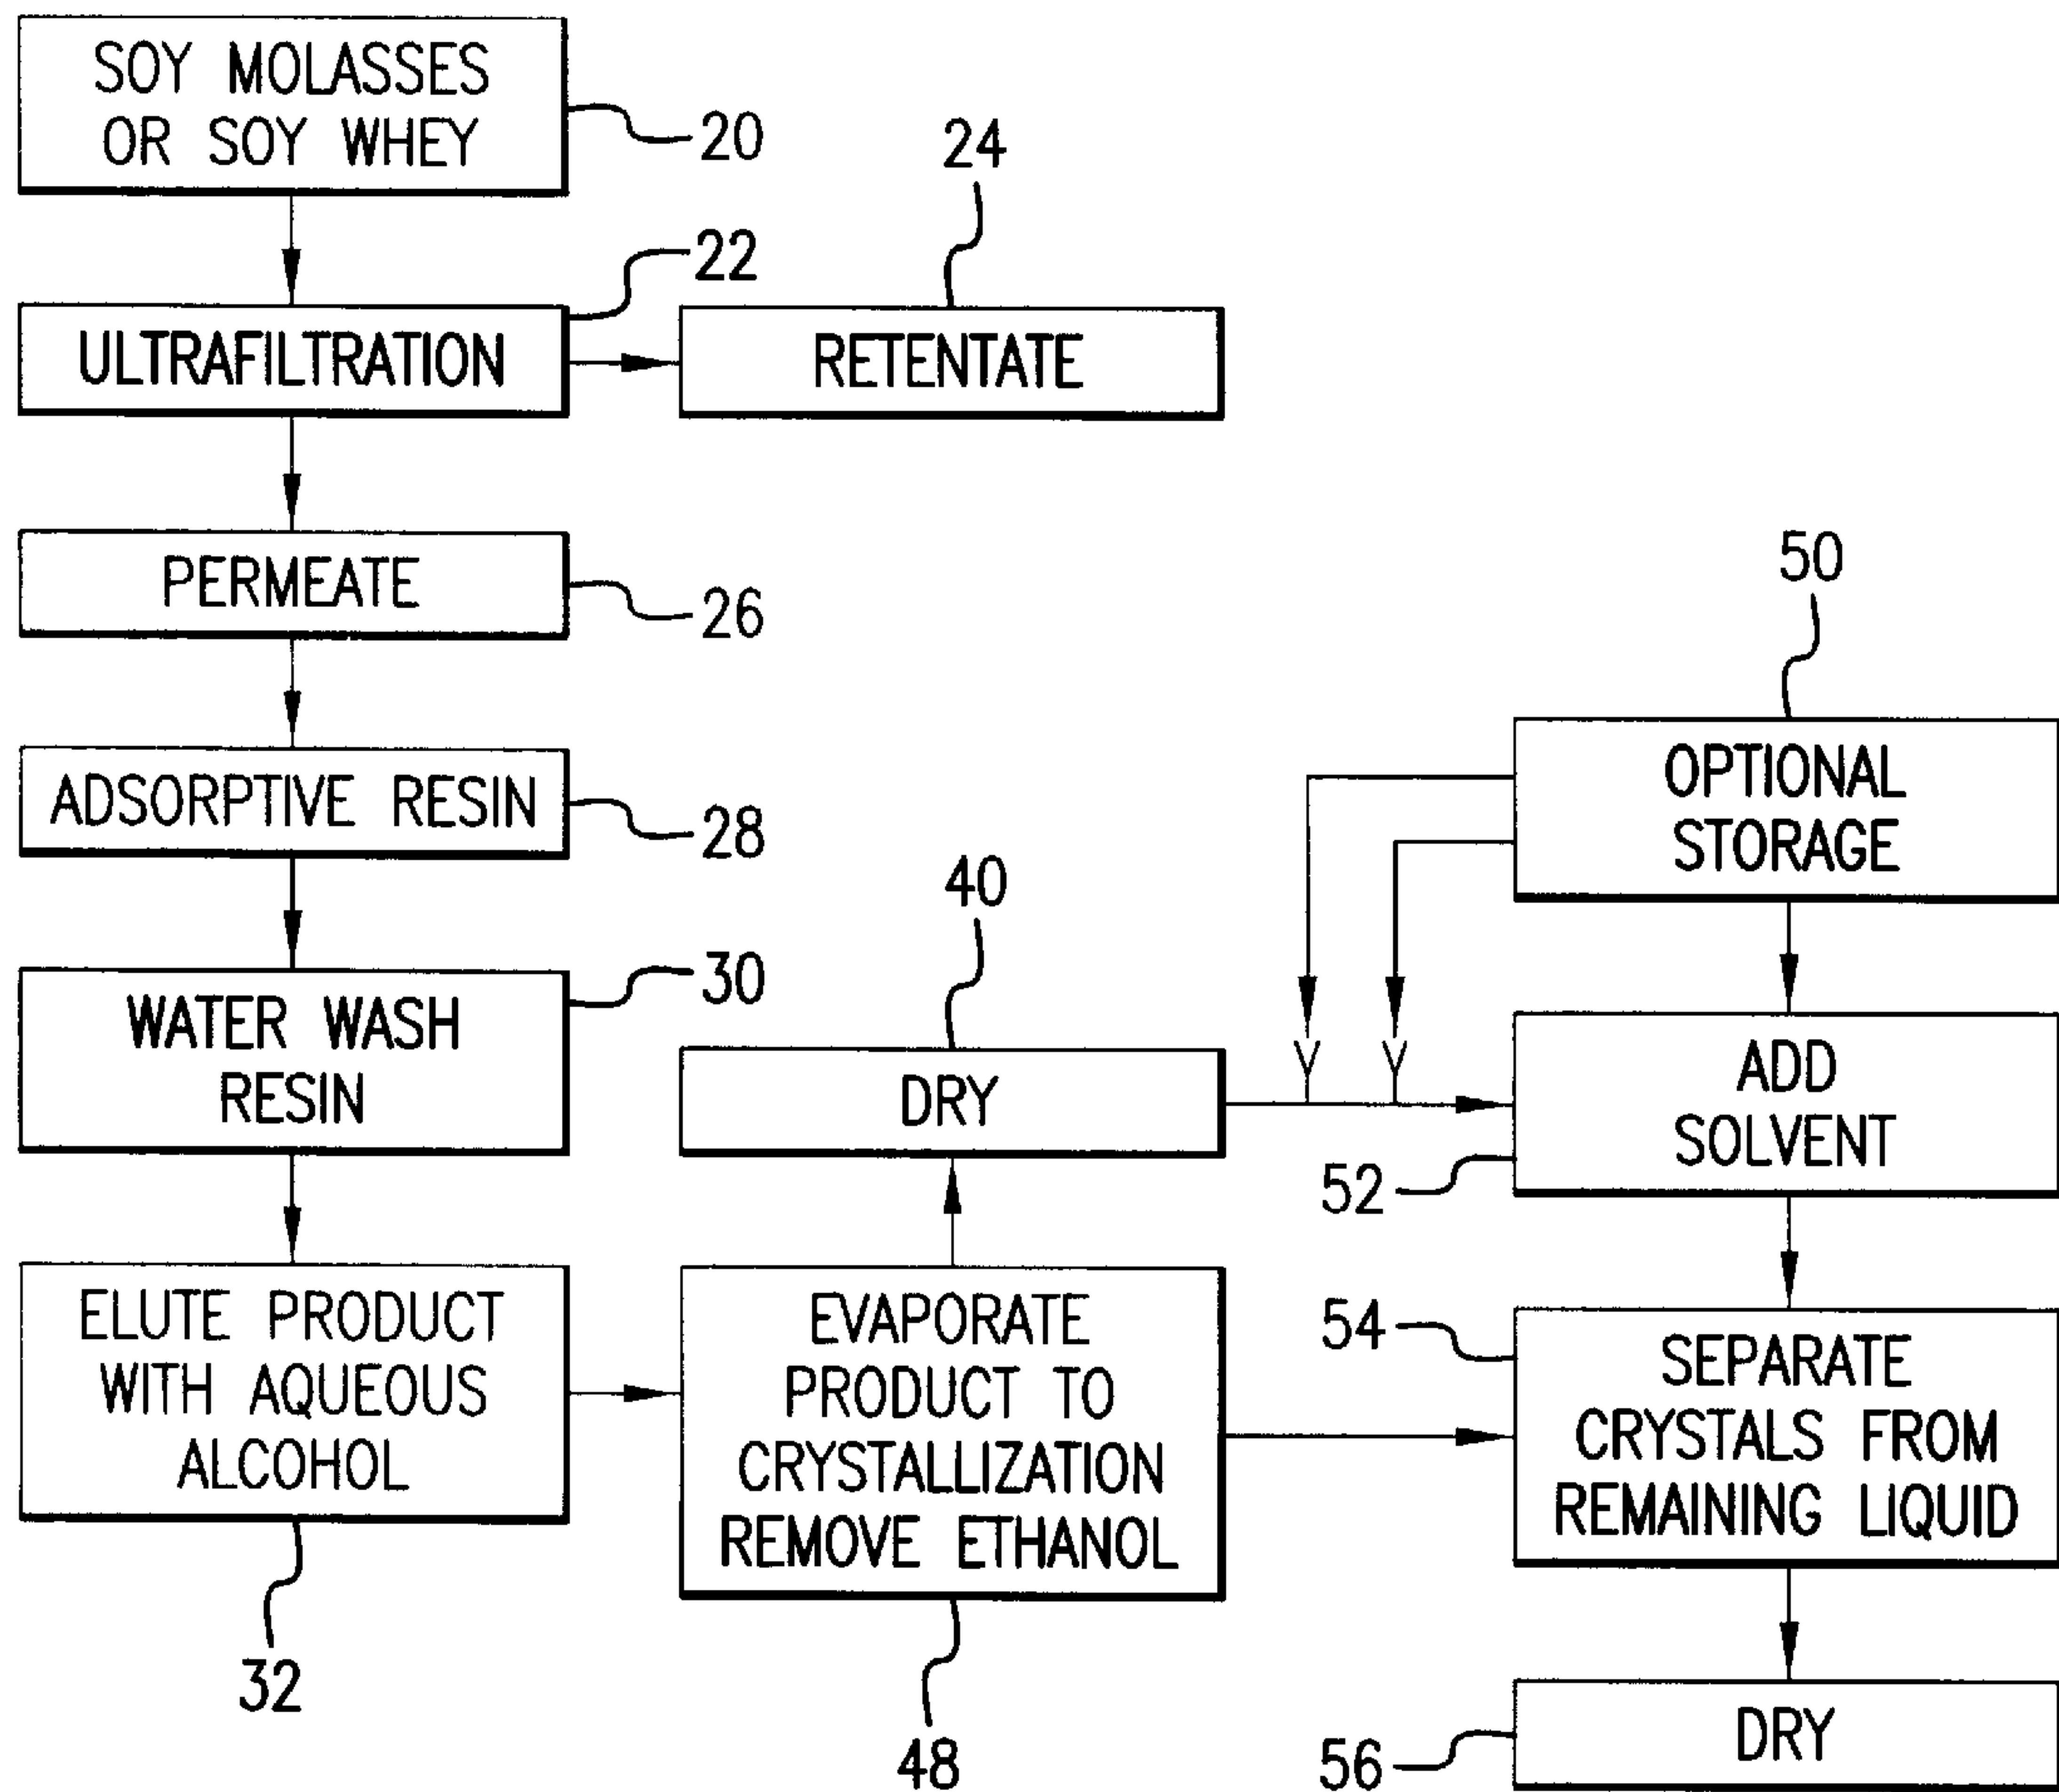 SOY MOLASSES
OR SOY WHEY
20
ULTRAFILTRATION
22
RETENTATE
24
PERMEATE
26
ADSORPTIVE RESIN
28
WATER WASH
RESIN
30
ELUTE PRODUCT
WITH AQUEOUS
ALCOHOL
32
EVAPORATE
PRODUCT TO
CRYSTALLIZATION
REMOVE ETHANOL
48
DRY
40
V V
OPTIONAL
STORAGE
50
ADD
SOLVENT
52
SEPARATE
CRYSTALS FROM
REMAINING LIQUID
54
DRY
56